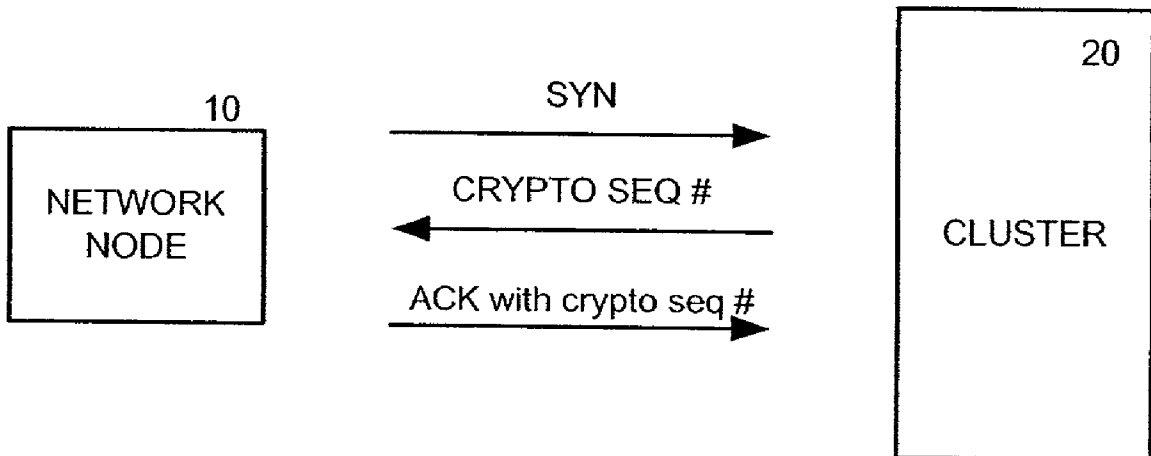 20
10
SYN
CRYPTO SEQ #
NETWORK
NODE
CLUSTER
ACK with crypto seq #